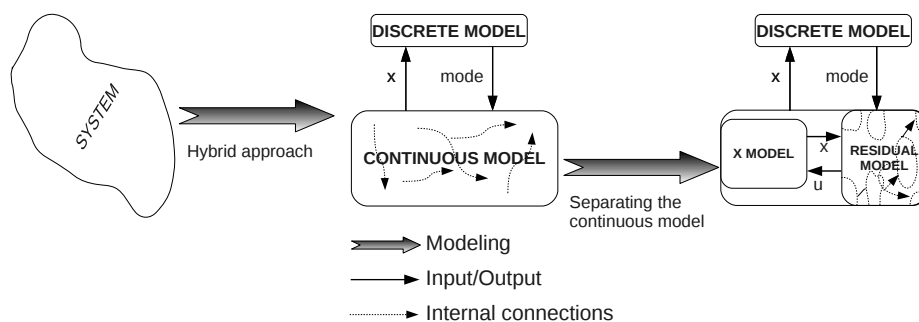 SYSTEM
Hybrid approach
DISCRETE MODEL
x
mode
CONTINUOUS MODEL
Separating the
continuous model
DISCRETE MODEL
x
mode
X MODEL
x
u
RESIDUAL
MODEL
Modeling
Input/Output
Internal connections